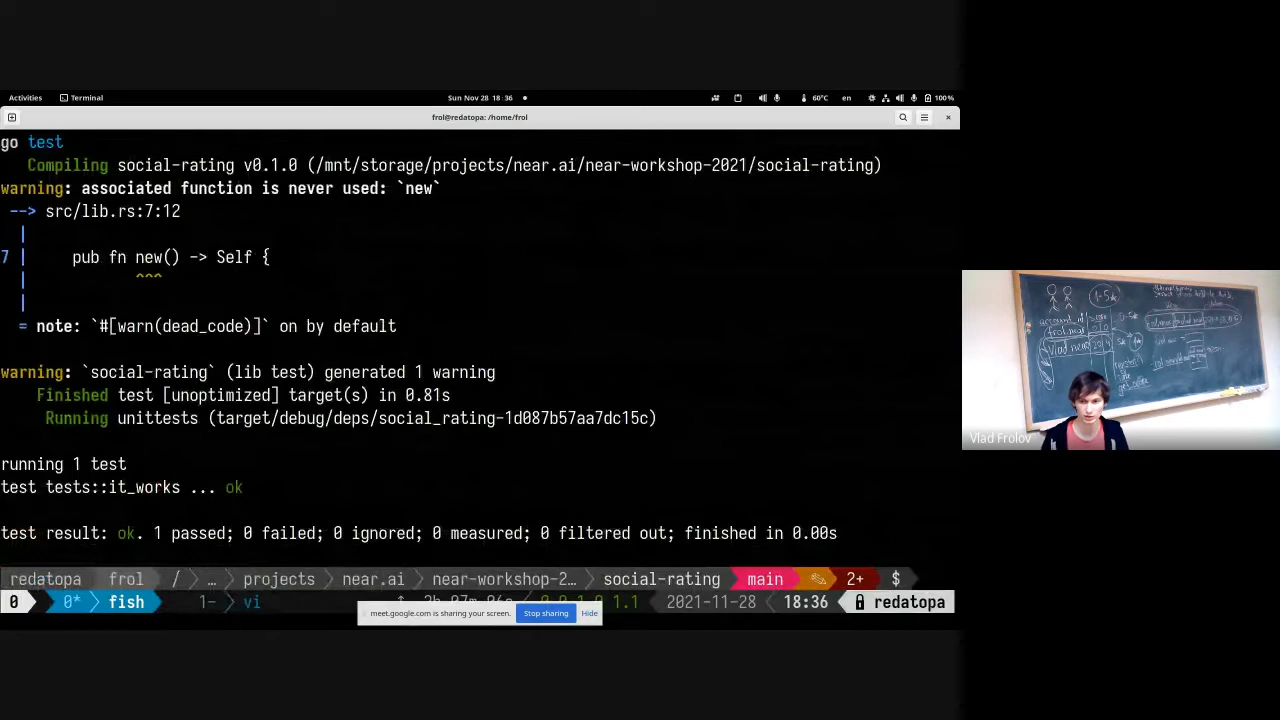 Activities Terminal Sun Nov 28 18:36 en 60°C 100%
frol@redatopa: /home/frol
go test
Compiling social-rating v0.1.0 (/mnt/storage/projects/near.ai/near-workshop-2021/social-rating)
warning: associated function is never used: `new`
--> src/lib.rs:7:12
|
7 | pub fn new() -> Self {
| ^^^
|
= note: `#[warn(dead_code)]` on by default
warning: `social-rating` (lib test) generated 1 warning
Finished test [unoptimized] target(s) in 0.81s
Running unittests (target/debug/deps/social_rating-1d087b57aa7dc15c)
running 1 test
test tests::it_works ... ok
test result: ok. 1 passed; 0 failed; 0 ignored; 0 measured; 0 filtered out; finished in 0.00s
redatopa frol / … projects near.ai near-workshop-2… social-rating main 2+ $
0 0* fish 1- vi 2021-11-28 18:36 redatopa
meet.google.com is sharing your screen. Stop sharing Hide
1-5
account_id
frol.near
Vlad.near
Vlad Frolov